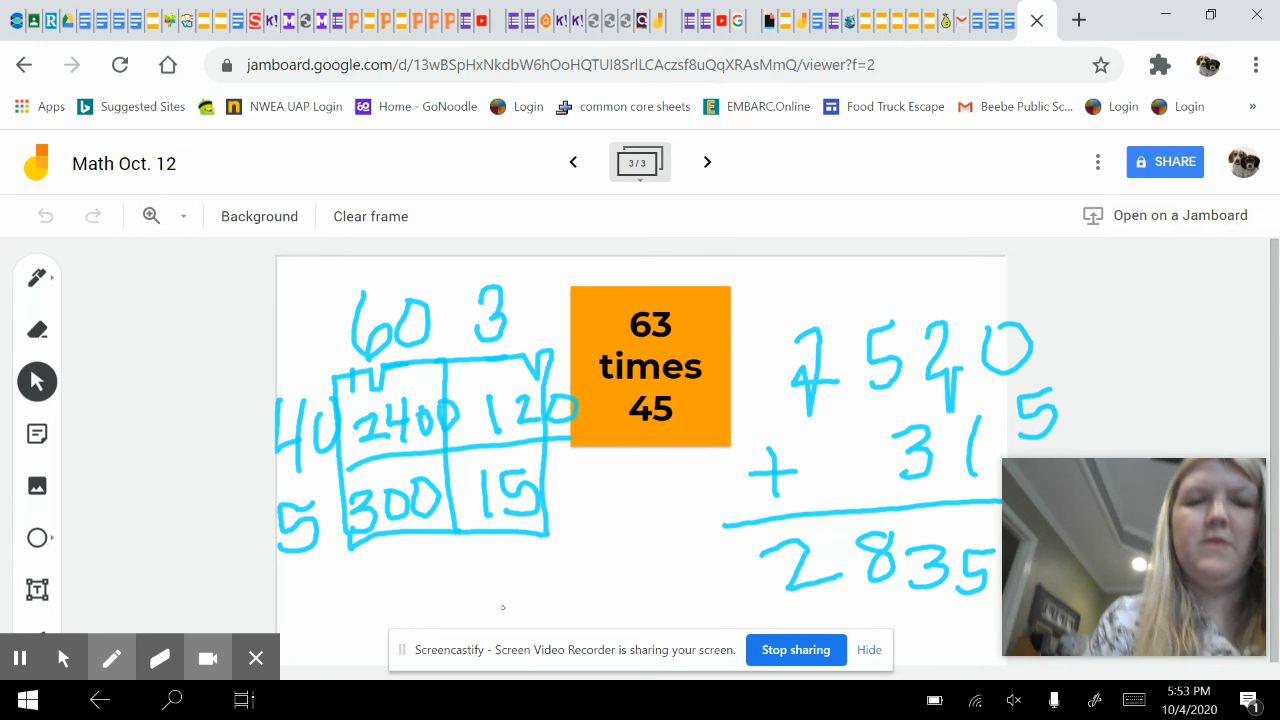 jamboard.google.com/d/13wBSpHxNkdbW6hOoHQTUl8SrlLCAczsf8uQqXRAsMmQ/viewer?f=2
Apps Suggested Sites NWEA UAP Login Home - GoNoodle Login common core sheets EMBARC.Online Food Truck Escape Beebe Public Sc... Login Login »
Math Oct. 12
3 / 3
SHARE
Background Clear frame
Open on a Jamboard
60 3
40 2400 120
5 300 15
63
times
45
2520
+ 315
2835
Screencastify - Screen Video Recorder is sharing your screen. Stop sharing Hide
5:53 PM
10/4/2020